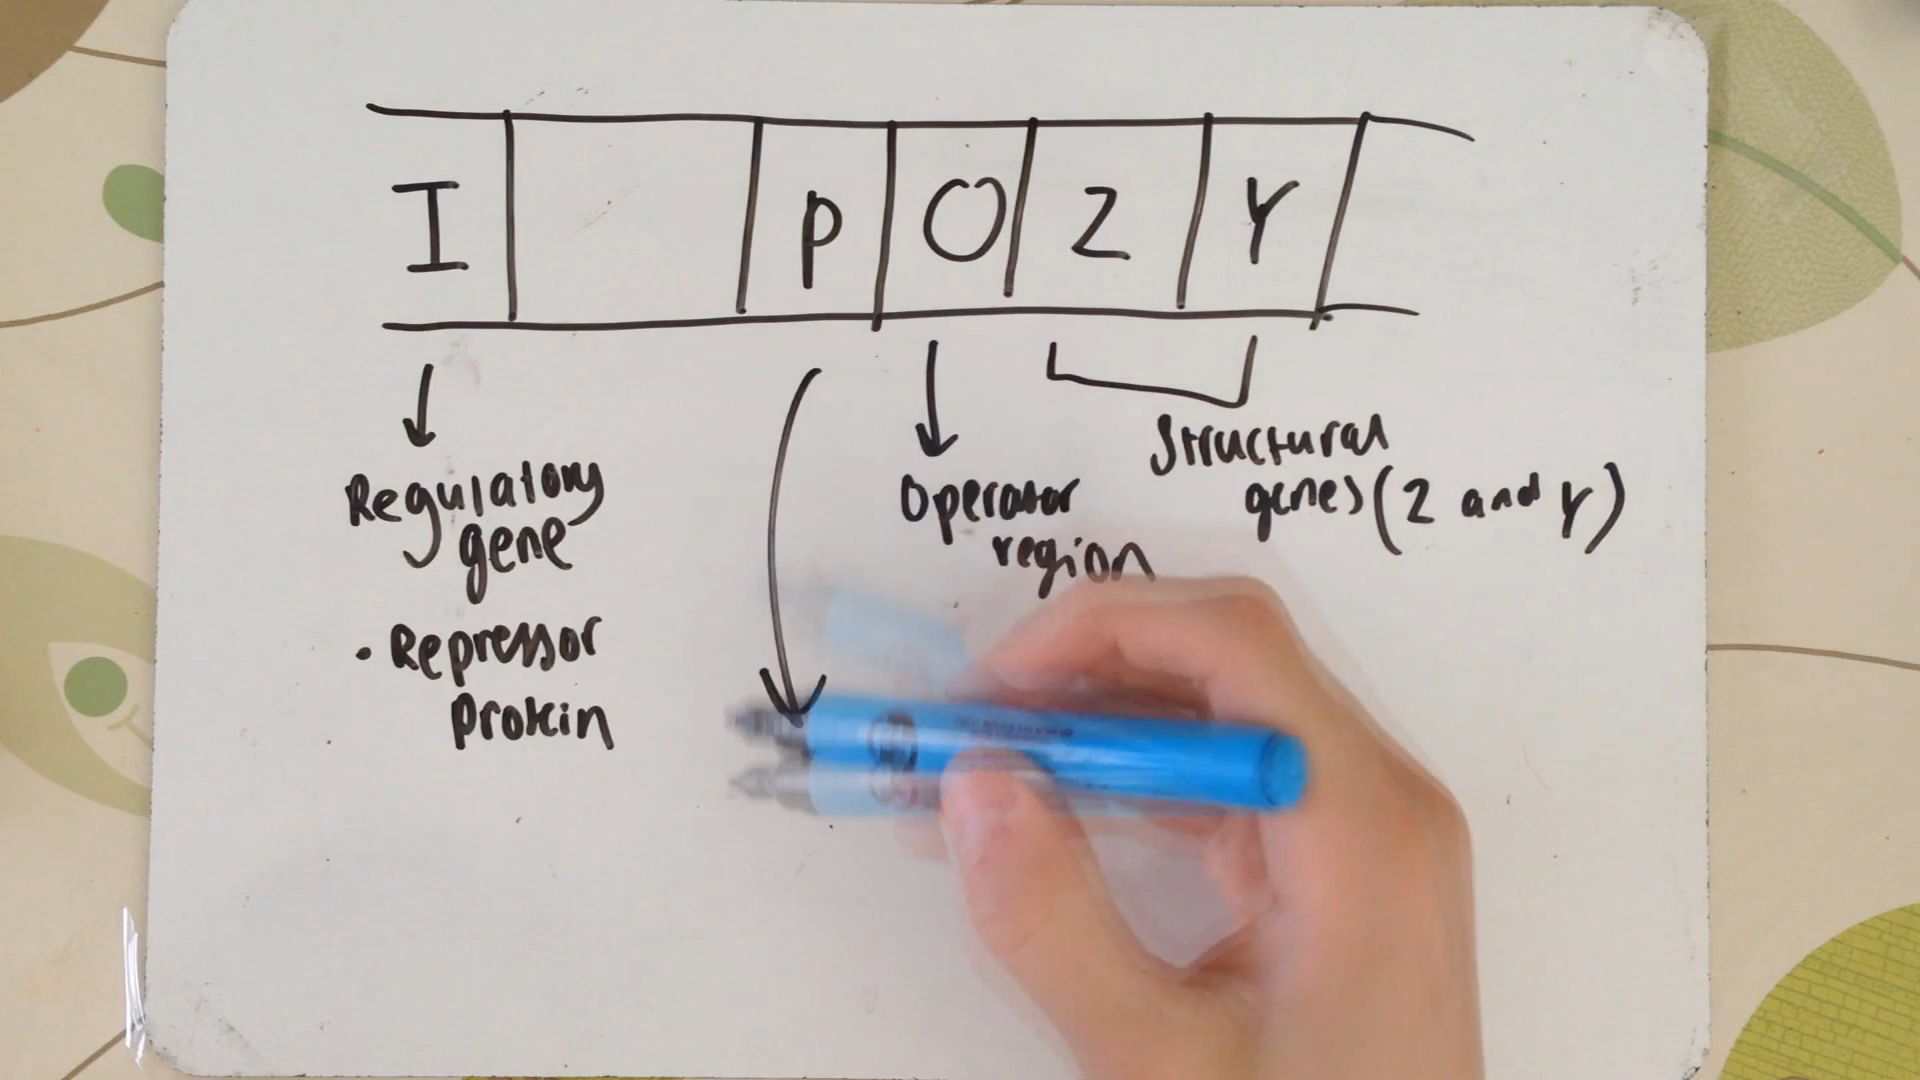 I P O Z Y
Regulatory
gene
• Repressor
protein
Operator
region
Structural
genes (Z and Y)